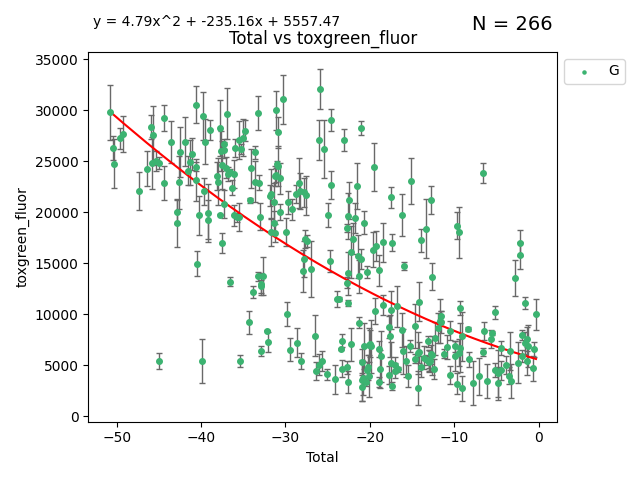 y = 4.79x^2 + -235.16x + 5557.47
N = 266
Total vs toxgreen_fluor
G
toxgreen_fluor
35000
30000
25000
20000
15000
10000
5000
0
−50
−40
−30
−20
−10
0
Total